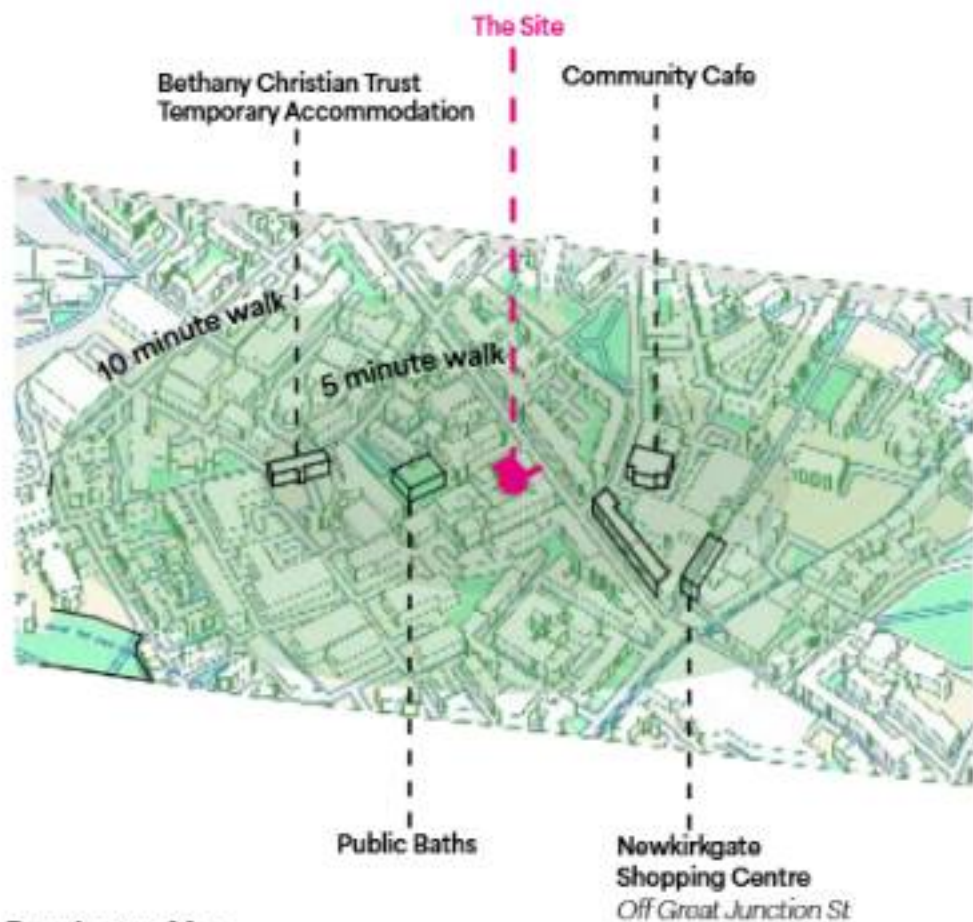 The Site
Bethany Christian Trust
Temporary Accommodation
Community Cafe
10 minute walk
5 minute walk
Public Baths
Newkirkgate
Shopping Centre
Off Great Junction St